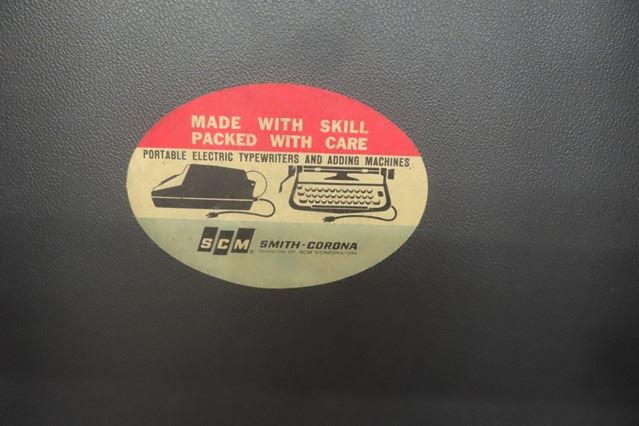 MADE WITH SKILL
PACKED WITH CARE
PORTABLE ELECTRIC TYPEWRITERS AND ADDING MACHINES
SCM ® SMITH-CORONA
DIVISION OF SCM CORPORATION